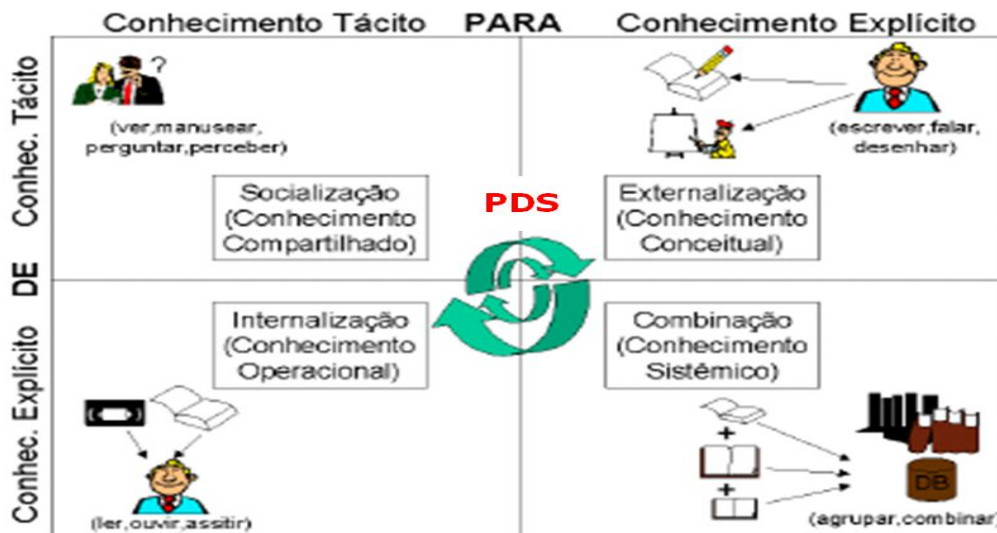 Conhecimento Tácito PARA Conhecimento Explícito
DE Conhec. Tácito
?
(ver,manusear,
perguntar,perceber)
(escrever,falar,
desenhar)
Socialização
(Conhecimento
Compartilhado)
PDS
Externalização
(Conhecimento
Conceitual)
Conhec. Explícito
Internalização
(Conhecimento
Operacional)
Combinação
(Conhecimento
Sistêmico)
+
+
DB
(ler,ouvir,assitir)
(agrupar,combinar)